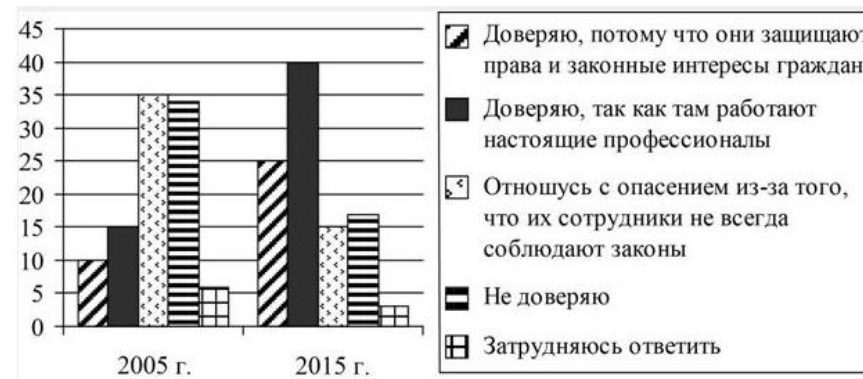 45
40
35
30
25
20
15
10
5
0
2005 г.
2015 г.
Доверяю, потому что они защищают
права и законные интересы граждан
Доверяю, так как там работают
настоящие профессионалы
Отношусь с опасением из-за того,
что их сотрудники не всегда
соблюдают законы
Не доверяю
Затрудняюсь ответить